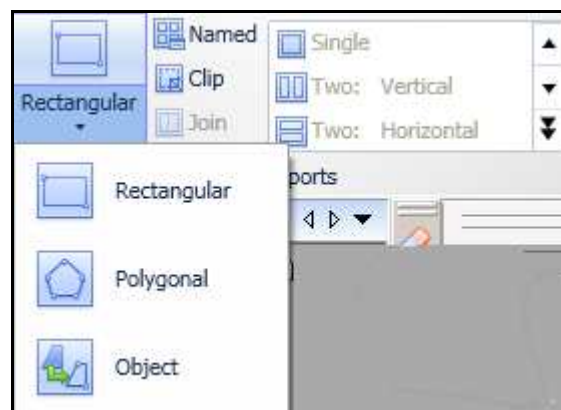 Rectangular
Named
Clip
Join
Single
Two: Vertical
Two: Horizontal
ports
Rectangular
Polygonal
Object